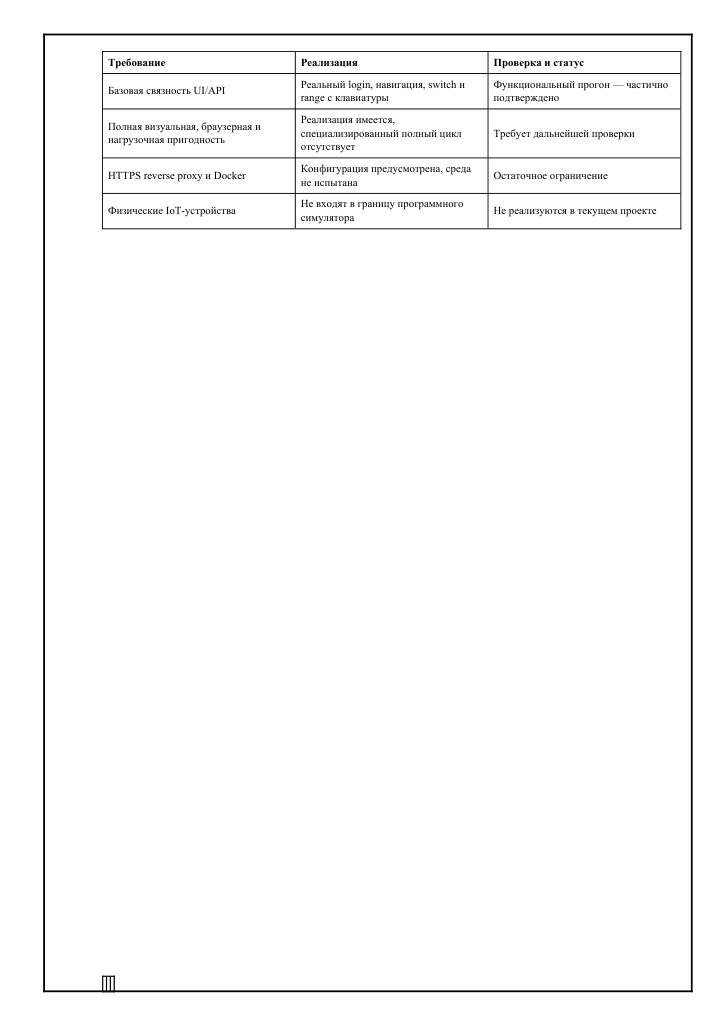 Требование Реализация Проверка и статус
Базовая связность UI/API Реальный login, навигация, switch и Функциональный прогон — частично
range с клавиатуры подтверждено
Полная визуальная, браузерная и Реализация имеется, Требует дальнейшей проверки
нагрузочная пригодность специализированный полный цикл
отсутствует
HTTPS reverse proxy и Docker Конфигурация предусмотрена, среда Остаточное ограничение
не испытана
Физические IoT-устройства Не входят в границу программного Не реализуются в текущем проекте
симулятора